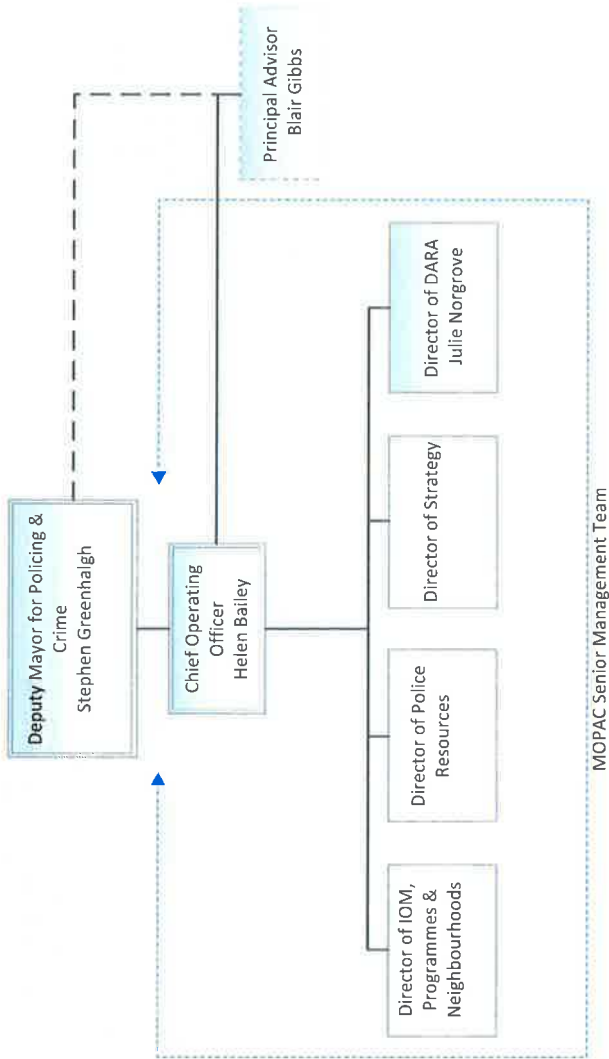 Deputy Mayor for Policing &
Crime
Stephen Greenhalgh
Chief Operating
Officer
Helen Bailey
Principal Advisor
Blair Gibbs
Director of IOM,
Programmes &
Neighbourhoods
Director of Police
Resources
Director of Strategy
Director of DARA
Julie Norgrove
MOPAC Senior Management Team